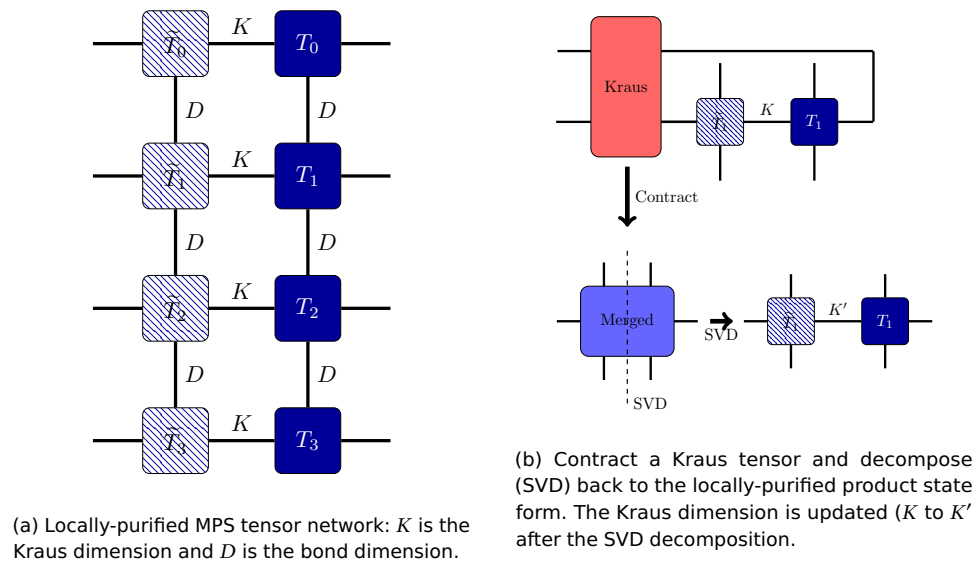 K
T̃₀
T₀
D
D
K
T̃₁
T₁
D
D
K
T̃₂
T₂
D
D
K
T̃₃
T₃
(a) Locally-purified MPS tensor network: K is the
Kraus dimension and D is the bond dimension.
Kraus
K
T̃₁
T₁
Contract
Merged
SVD
SVD
K′
T̃₁
T₁
(b) Contract a Kraus tensor and decompose
(SVD) back to the locally-purified product state
form. The Kraus dimension is updated (K to K′
after the SVD decomposition.